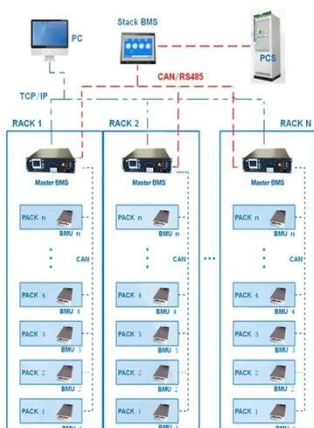 PC
Stack BMS
PCS
CAN/RS485
TCP/IP
RACK 1
RACK 2
RACK N
Master BMS
Master BMS
Master BMS
PACK n
BMU n
PACK n
BMU n
PACK n
BMU n
CAN
CAN
CAN
PACK 4
BMU 4
PACK 4
BMU 4
PACK 4
BMU 4
PACK 3
BMU 3
PACK 3
BMU 3
PACK 3
BMU 3
PACK 2
BMU 2
PACK 2
BMU 2
PACK 2
BMU 2
PACK 1
PACK 1
PACK 1